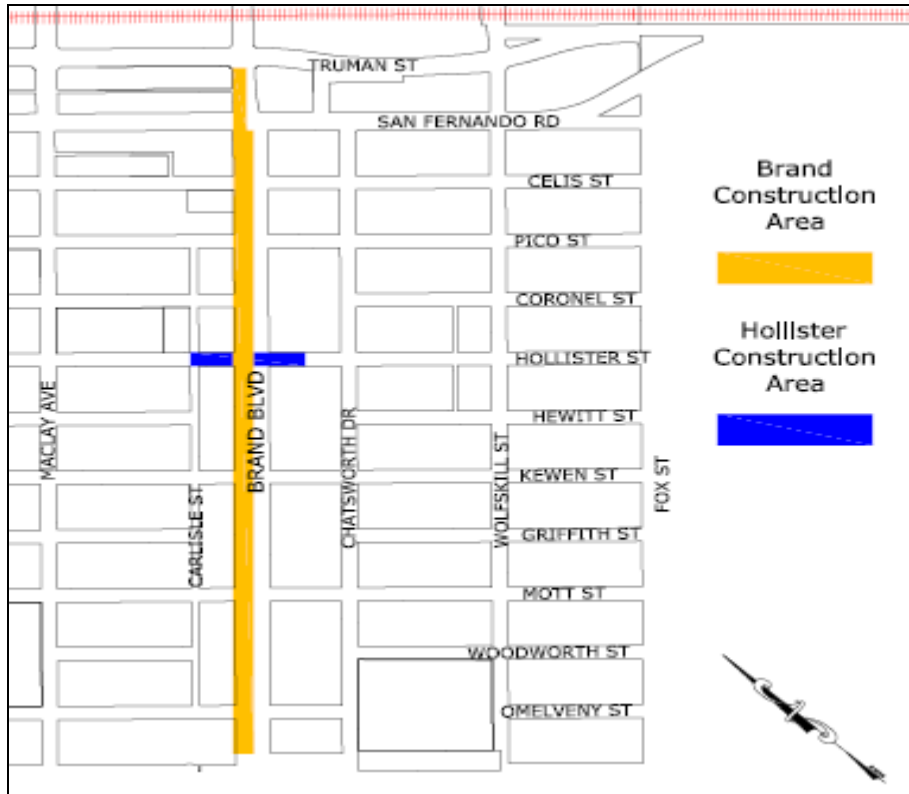 TRUMAN ST
SAN FERNANDO RD
CELIS ST
PICO ST
CORONEL ST
HOLLISTER ST
HEWITT ST
KEWEN ST
GRIFFITH ST
MOTT ST
WOODWORTH ST
OMELVENY ST
MACLAY AVE
CARLISLE ST
BRAND BLVD
CHATSWORTH DR
WOLFSKILL ST
FOX ST
Brand
Construction
Area
Hollister
Construction
Area